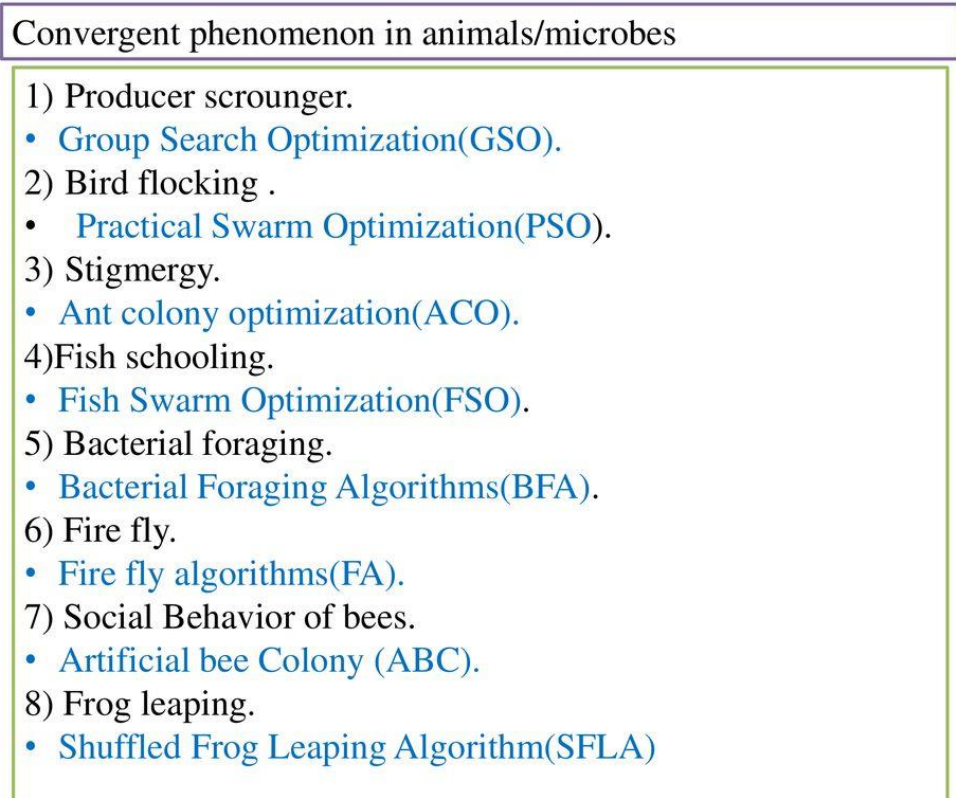 Convergent phenomenon in animals/microbes
1) Producer scrounger.
• Group Search Optimization(GSO).
2) Bird flocking .
• Practical Swarm Optimization(PSO).
3) Stigmergy.
• Ant colony optimization(ACO).
4)Fish schooling.
• Fish Swarm Optimization(FSO).
5) Bacterial foraging.
• Bacterial Foraging Algorithms(BFA).
6) Fire fly.
• Fire fly algorithms(FA).
7) Social Behavior of bees.
• Artificial bee Colony (ABC).
8) Frog leaping.
• Shuffled Frog Leaping Algorithm(SFLA)